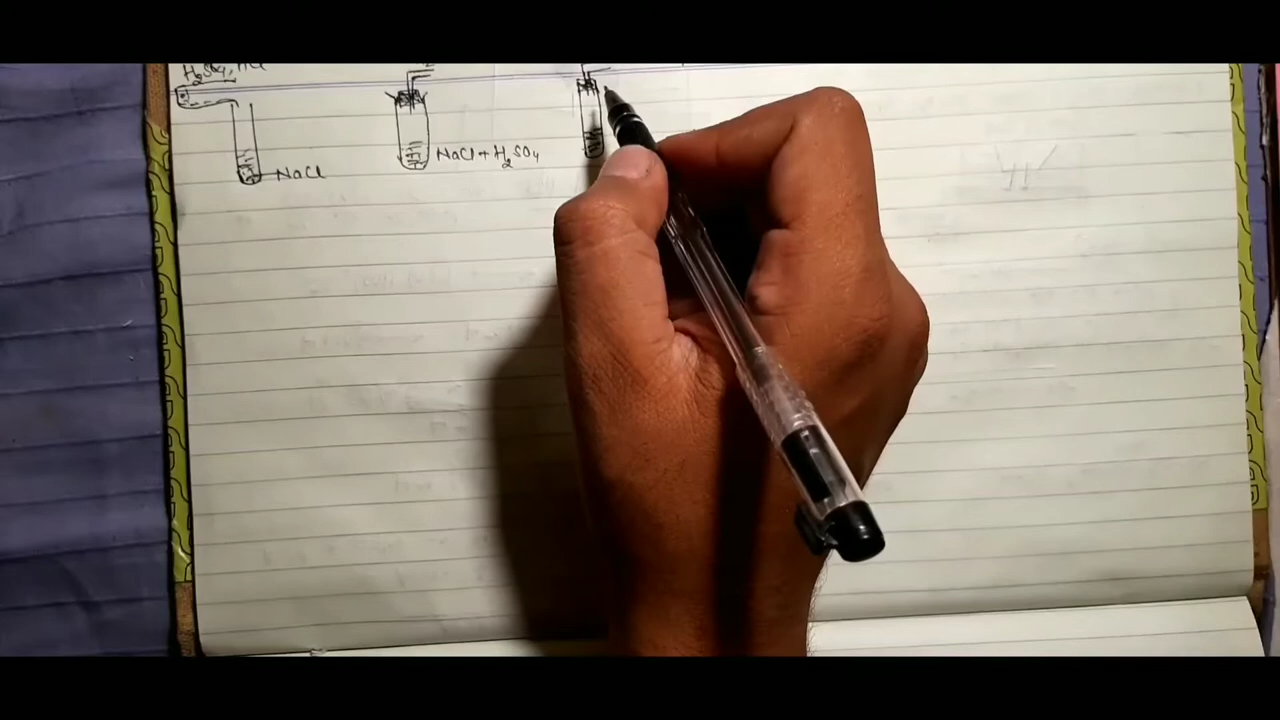 H₂SO₄, HCl
NaCl + H₂SO₄
NaCl